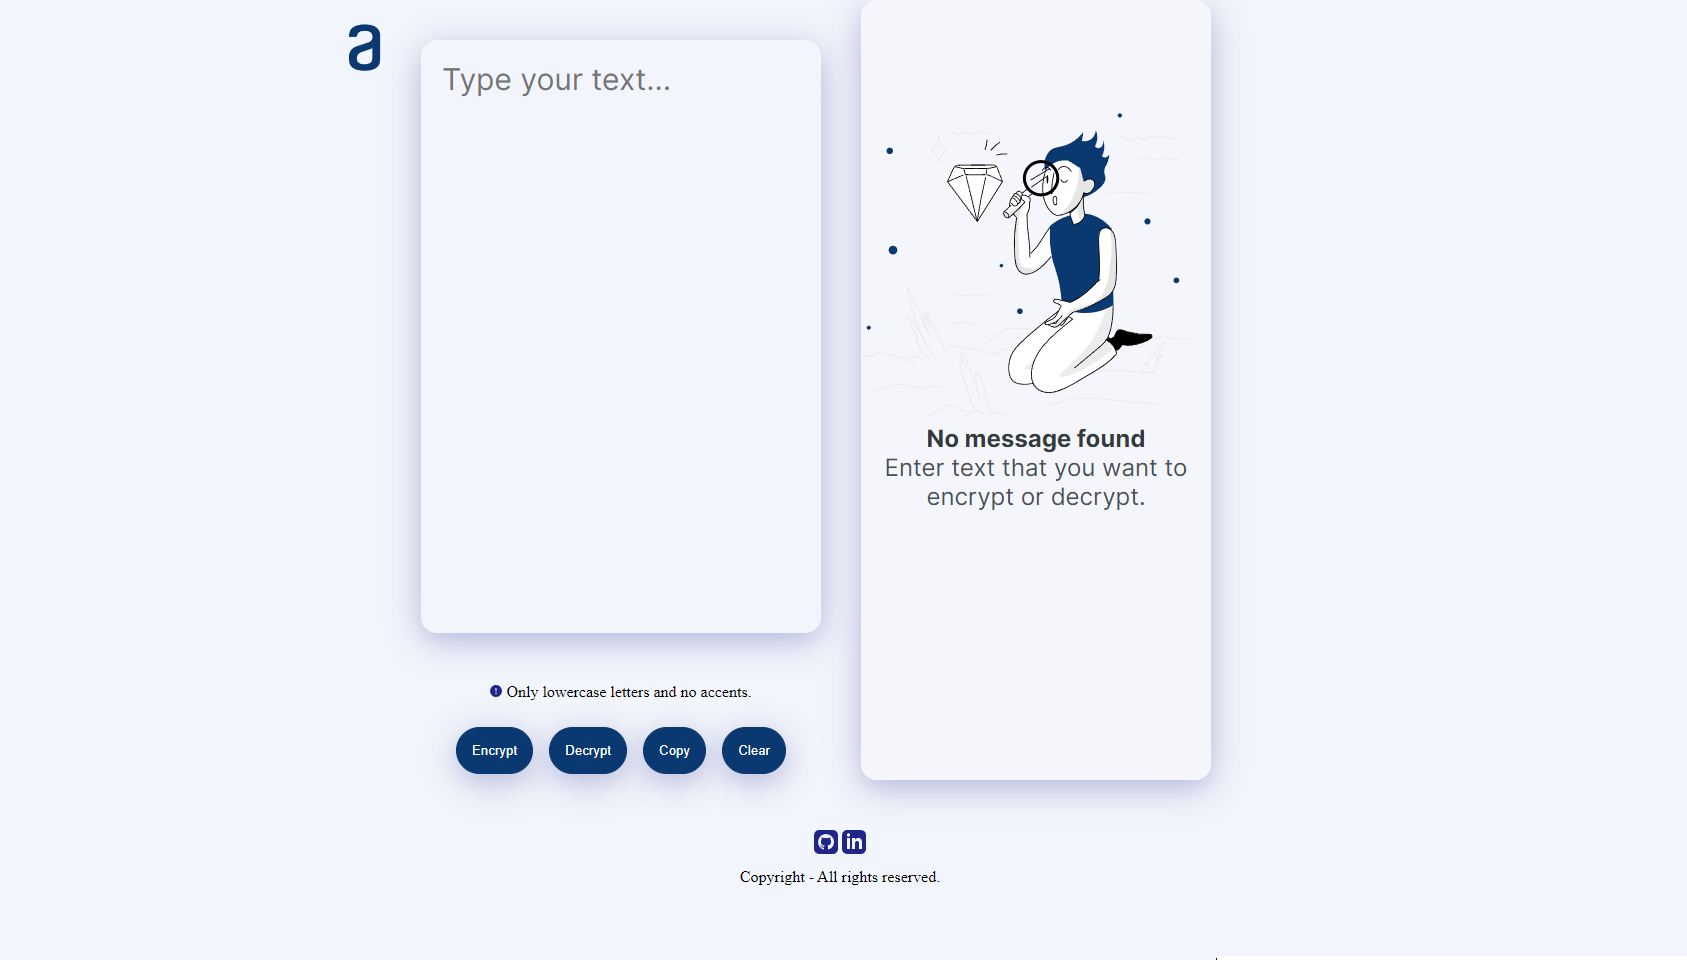 a
Type your text...
No message found
Enter text that you want to
encrypt or decrypt.
Only lowercase letters and no accents.
Encrypt
Decrypt
Copy
Clear
in
Copyright - All rights reserved.